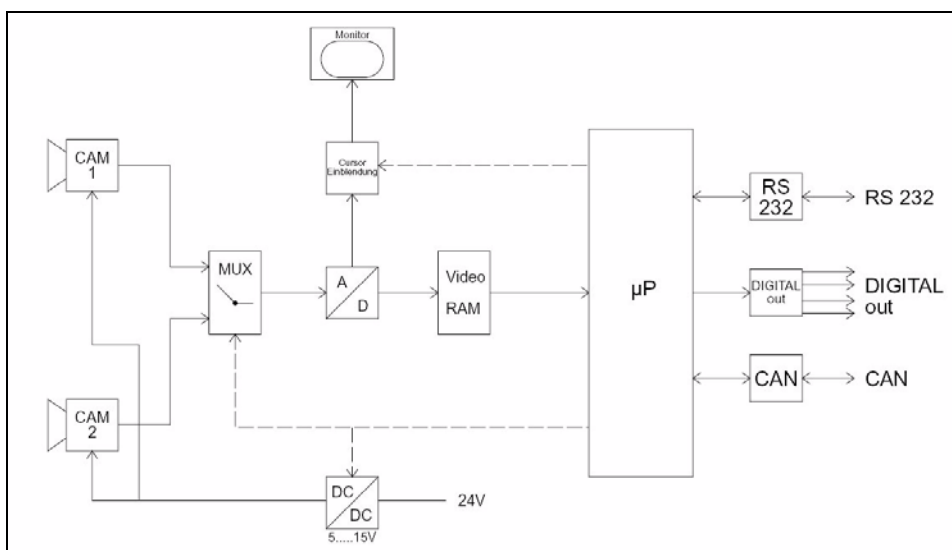 Monitor
CAM
1
Cursor
Einblendung
RS
232
RS 232
MUX
A
D
Video
RAM
µP
DIGITAL
out
DIGITAL
out
CAN
CAN
CAM
2
DC
DC
24V
5.....15V